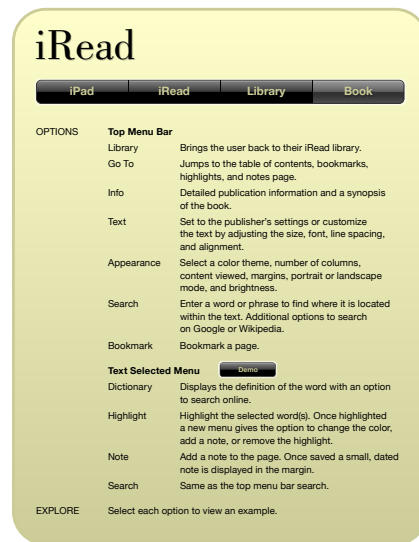 iRead
iPad iRead Library Book
OPTIONS Top Menu Bar
Library Brings the user back to their iRead library.
Go To Jumps to the table of contents, bookmarks,
highlights, and notes page.
Info Detailed publication information and a synopsis
of the book.
Text Set to the publisher's settings or customize
the text by adjusting the size, font, line spacing,
and alignment.
Appearance Select a color theme, number of columns,
content viewed, margins, portrait or landscape
mode, and brightness.
Search Enter a word or phrase to find where it is located
within the text. Additional options to search
on Google or Wikipedia.
Bookmark Bookmark a page.
Text Selected Menu Demo
Dictionary Displays the definition of the word with an option
to search online.
Highlight Highlight the selected word(s). Once highlighted
a new menu gives the option to change the color,
add a note, or remove the highlight.
Note Add a note to the page. Once saved a small, dated
note is displayed in the margin.
Search Same as the top menu bar search.
EXPLORE Select each option to view an example.